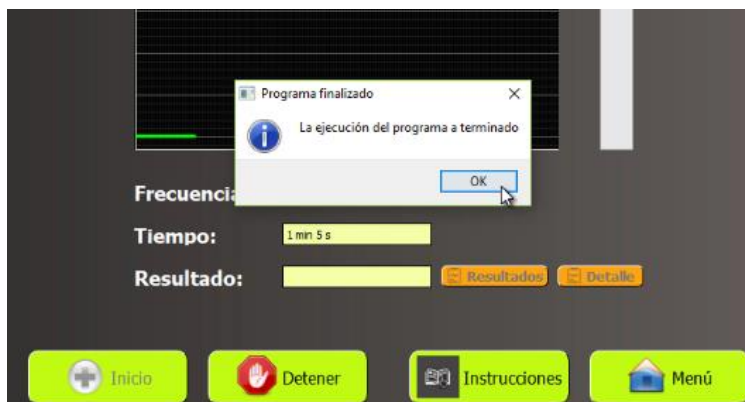 Programa finalizado
La ejecución del programa a terminado
OK
Frecuencia
Tiempo: 1 min 5 s
Resultado: Resultados Detalle
Inicio Detener Instrucciones Menú